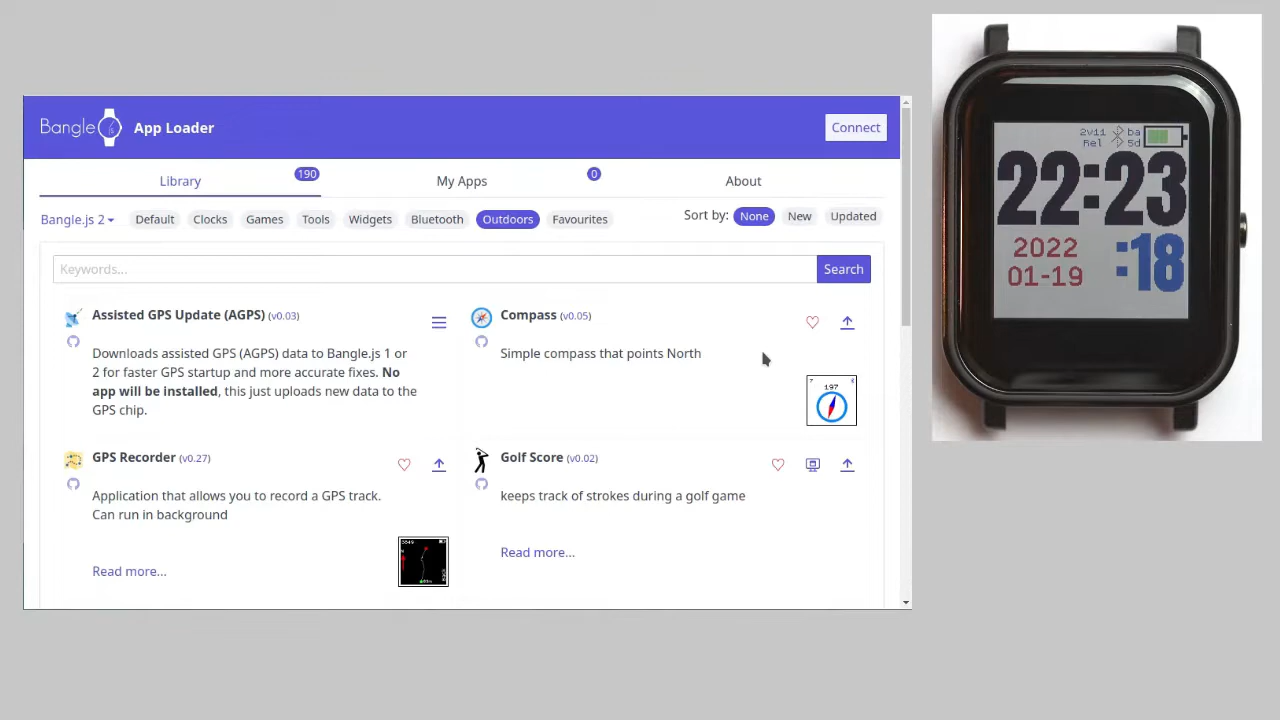 Bangle App Loader
Connect
Library 190
My Apps 0
About
Bangle.js 2 Default Clocks Games Tools Widgets Bluetooth Outdoors Favourites
Sort by: None New Updated
Keywords...
Search
Assisted GPS Update (AGPS) (v0.03)
Downloads assisted GPS (AGPS) data to Bangle.js 1 or
2 for faster GPS startup and more accurate fixes. No
app will be installed, this just uploads new data to the
GPS chip.
Compass (v0.05)
Simple compass that points North
197
GPS Recorder (v0.27)
Application that allows you to record a GPS track.
Can run in background
Read more...
Golf Score (v0.02)
keeps track of strokes during a golf game
Read more...
2v11
Rel
ba
5d
22:23
2022
01-19
:18